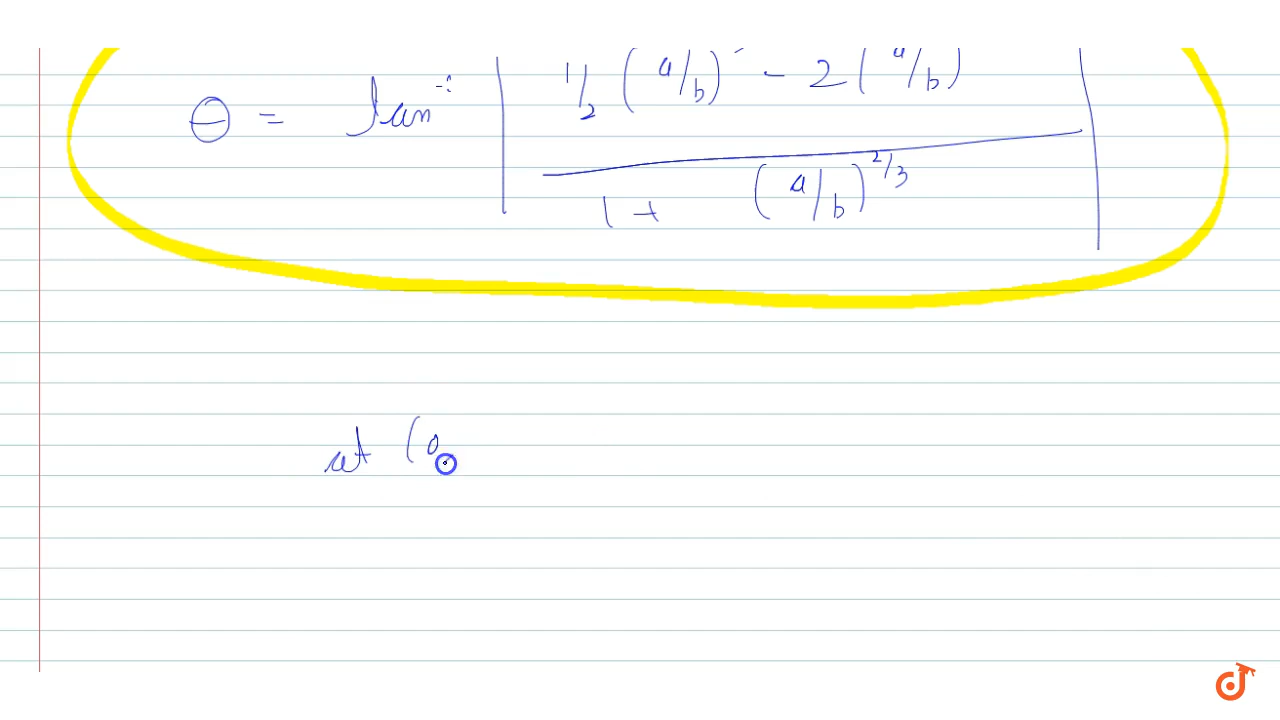 1/2 (a/b) - 2 (a/b)
θ = tan⁻¹
1 + (a/b)^2/3
at (0